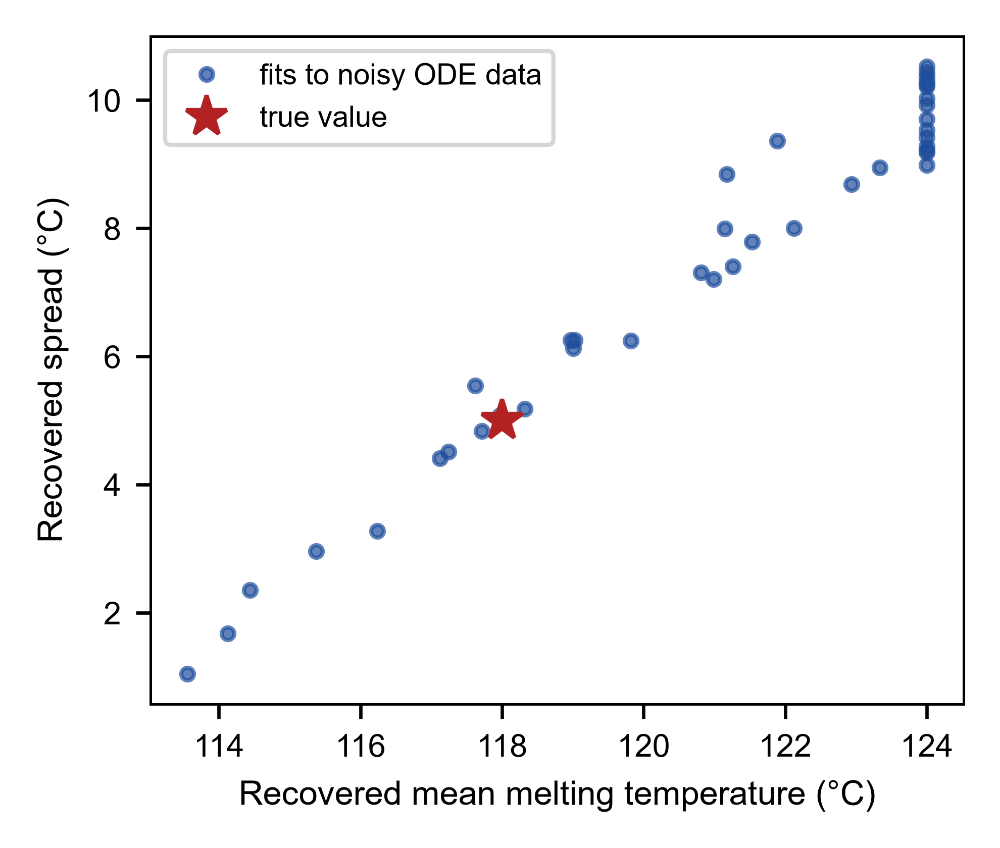 fits to noisy ODE data
true value
10
8
6
4
2
Recovered spread (°C)
114 116 118 120 122 124
Recovered mean melting temperature (°C)